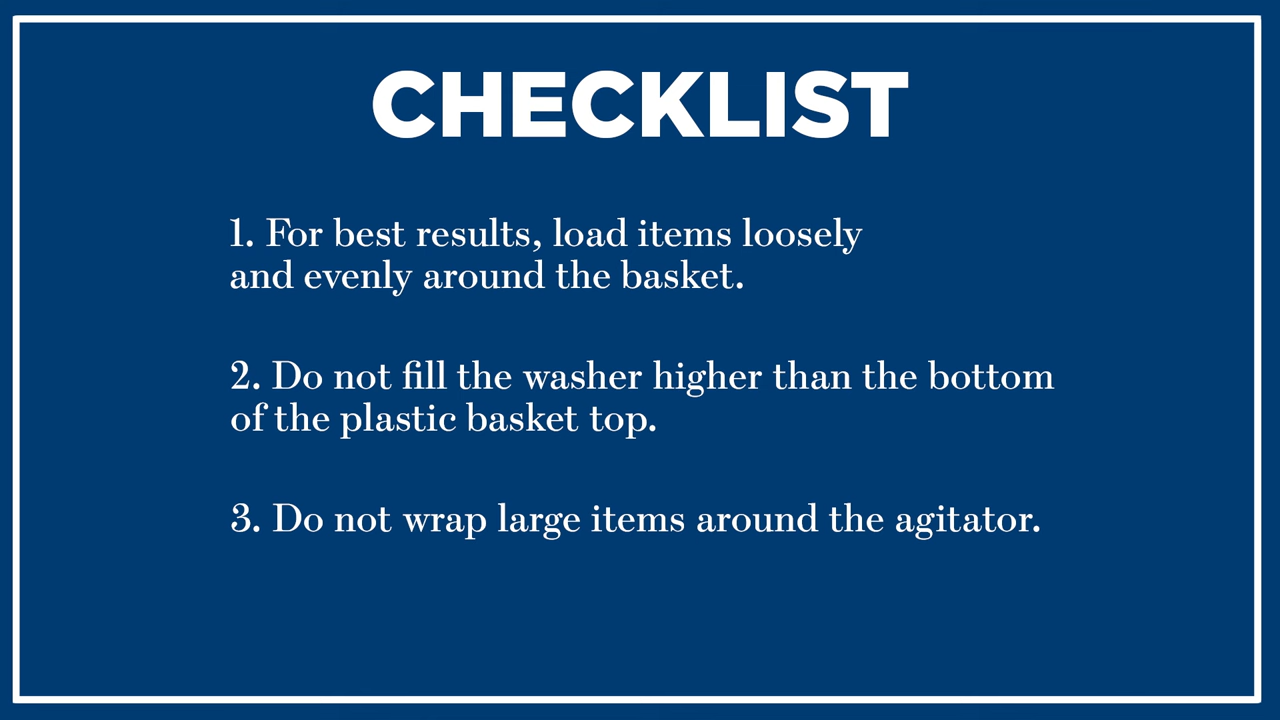 CHECKLIST
1. For best results, load items loosely
and evenly around the basket.
2. Do not fill the washer higher than the bottom
of the plastic basket top.
3. Do not wrap large items around the agitator.